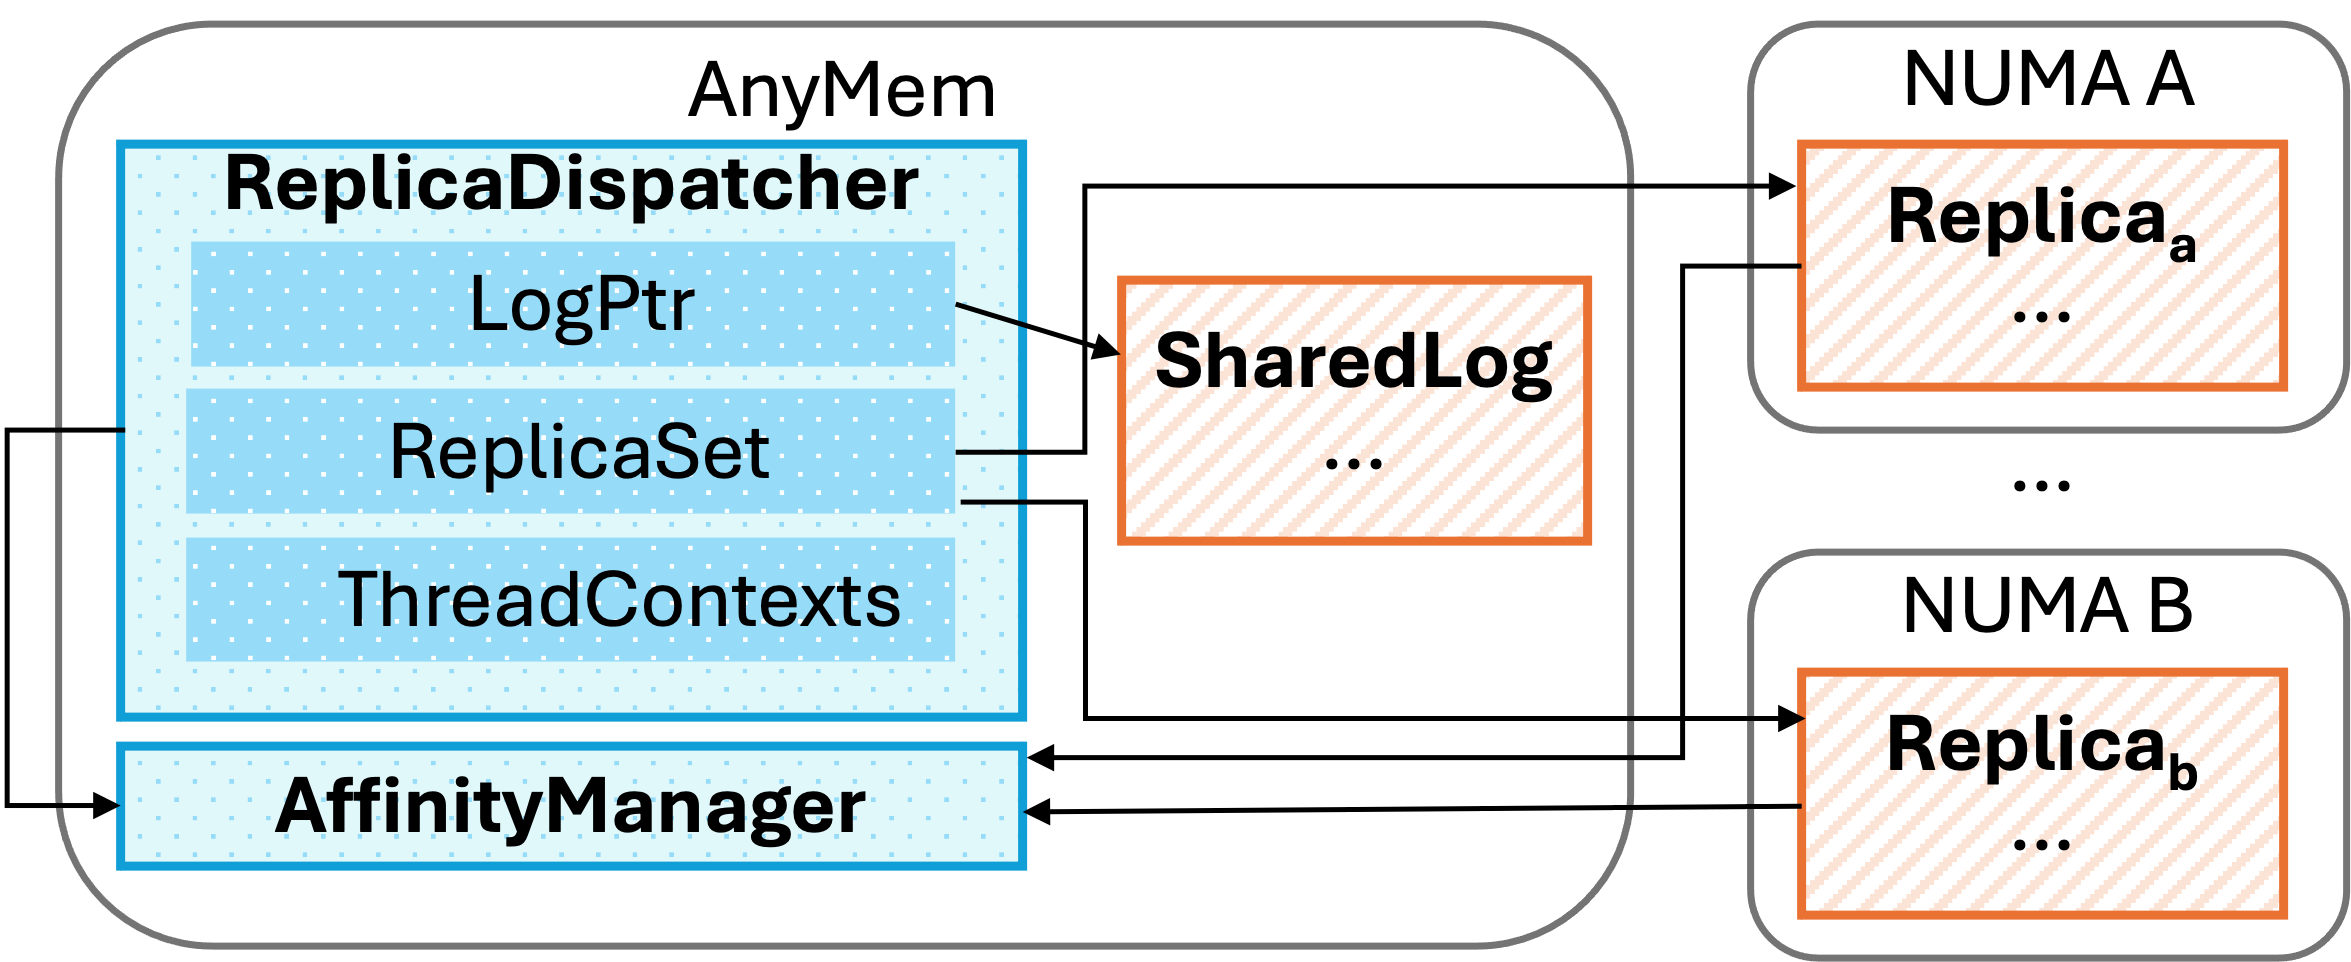 AnyMem
ReplicaDispatcher
LogPtr
ReplicaSet
ThreadContexts
AffinityManager
SharedLog
...
NUMA A
Replicaa
...
...
NUMA B
Replicab
...